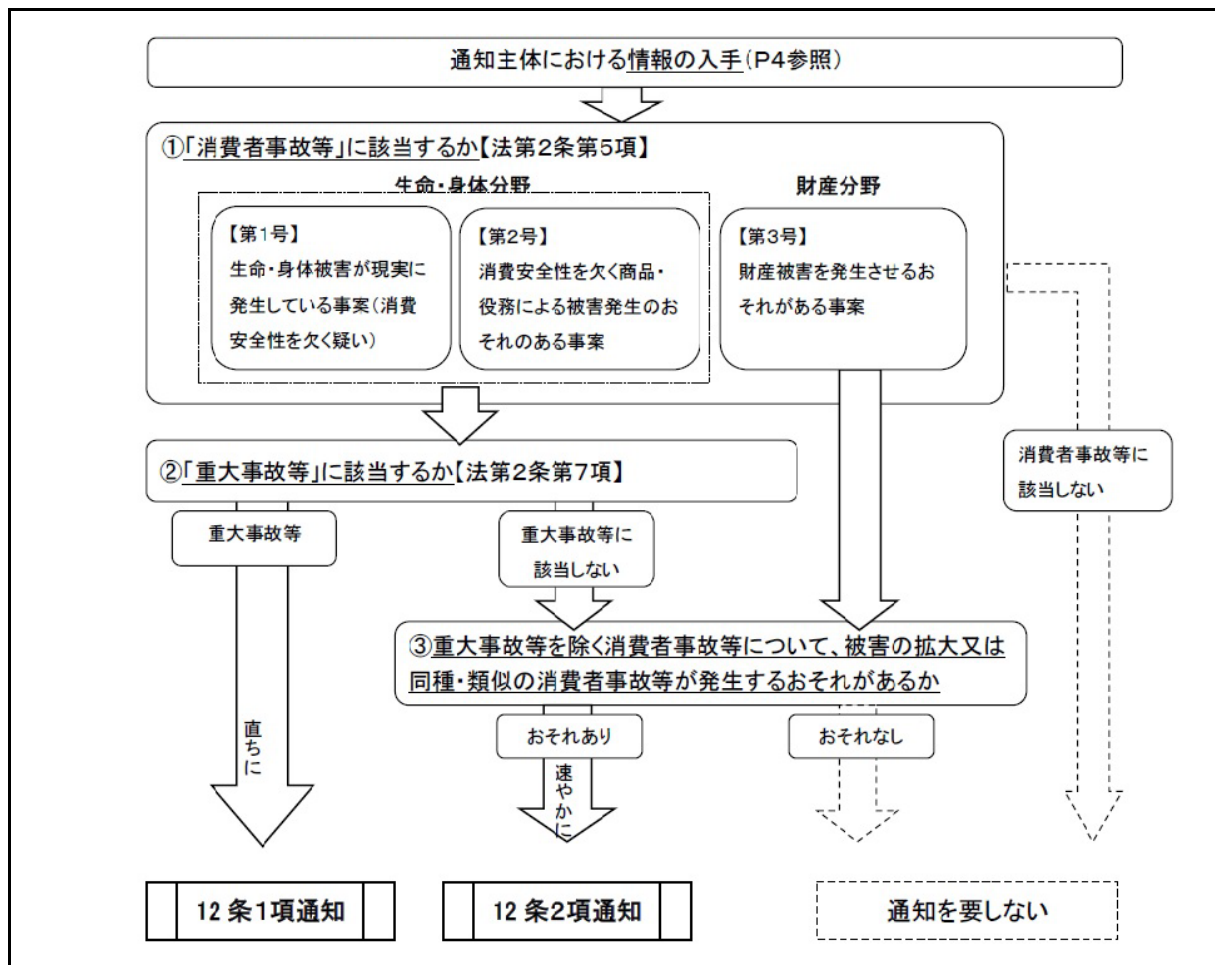 通知主体における情報の入手（P4参照）
①「消費者事故等」に該当するか【法第2条第5項】
生命・身体分野
財産分野
【第1号】
生命・身体被害が現実に
発生している事案（消費
安全性を欠く疑い）
【第2号】
消費安全性を欠く商品・
役務による被害発生のお
それのある事案
【第3号】
財産被害を発生させるお
それがある事案
消費者事故等に
該当しない
②「重大事故等」に該当するか【法第2条第7項】
重大事故等
重大事故等に
該当しない
③重大事故等を除く消費者事故等について、被害の拡大又は
同種・類似の消費者事故等が発生するおそれがあるか
おそれあり
おそれなし
直ちに
速やかに
12条1項通知
12条2項通知
通知を要しない